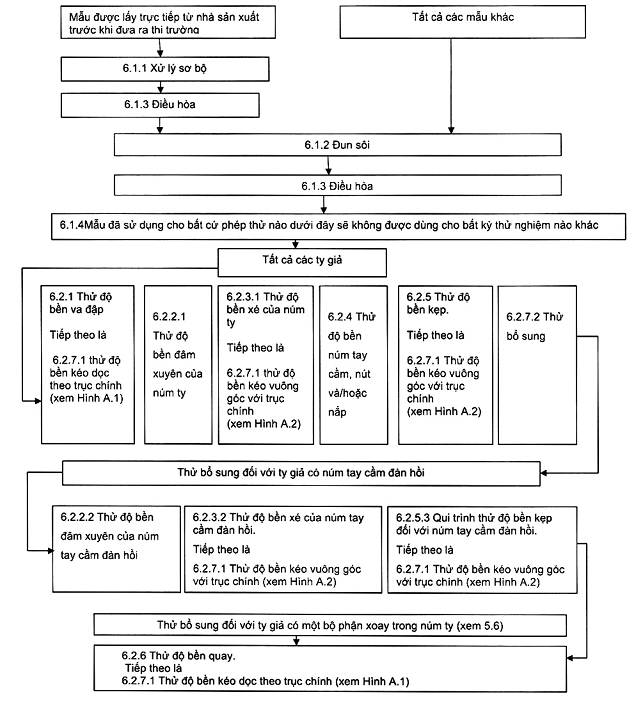 Mẫu được lấy trực tiếp từ nhà sản xuất
trước khi đưa ra thi trường
Tất cả các mẫu khác
6.1.1 Xử lý sơ bộ
6.1.3 Điều hòa
6.1.2 Đun sôi
6.1.3 Điều hòa
6.1.4Mẫu đã sử dụng cho bất cứ phép thử nào dưới đây sẽ không được dùng cho bất kỳ thử nghiệm nào khác
Tất cả các ty giả
6.2.1 Thử độ
bền va đập
Tiếp theo là
6.2.7.1 thử độ
bền kéo dọc
theo trục chính
(xem Hình A.1)
6.2.2.1
Thử độ
bền đâm
xuyên của
núm ty
6.2.3.1 Thử độ
bền xé của núm
ty
Tiếp theo là
6.2.7.1 thử độ
bền kéo vuông
góc với trục
chính
(xem Hình A.2)
6.2.4 Thử
độ bền
núm tay
cầm, nút
và/hoặc
nắp
6.2.5 Thử độ
bền kẹp.
Tiếp theo là
6.2.7.1 Thử độ
bền kéo vuông
góc với trục
chính
(xem Hình A.2)
6.2.7.2 Thử
bổ sung
Thử bổ sung đối với ty giả có núm tay cầm đàn hồi
6.2.2.2 Thử độ bền
đâm xuyên của núm
tay cầm đàn hồi
6.2.3.2 Thử độ bền xé của núm tay
cầm đàn hồi.
Tiếp theo là
6.2.7.1 Thử độ bền kéo vuông góc
với trục chính (xem Hình A.2)
6.2.5.3 Qui trình thử độ bền kẹp
đối với núm tay cầm đàn hồi.
Tiếp theo là
6.2.7.1 Thử độ bền kéo vuông góc
với trục chính (xem Hình A.2)
Thử bổ sung đối với ty giả có một bộ phận xoay trong núm ty (xem 5.6)
6.2.6 Thử độ bền quay.
Tiếp theo là
6.2.7.1 Thử độ bền kéo dọc theo trục chính (xem Hình A.1)